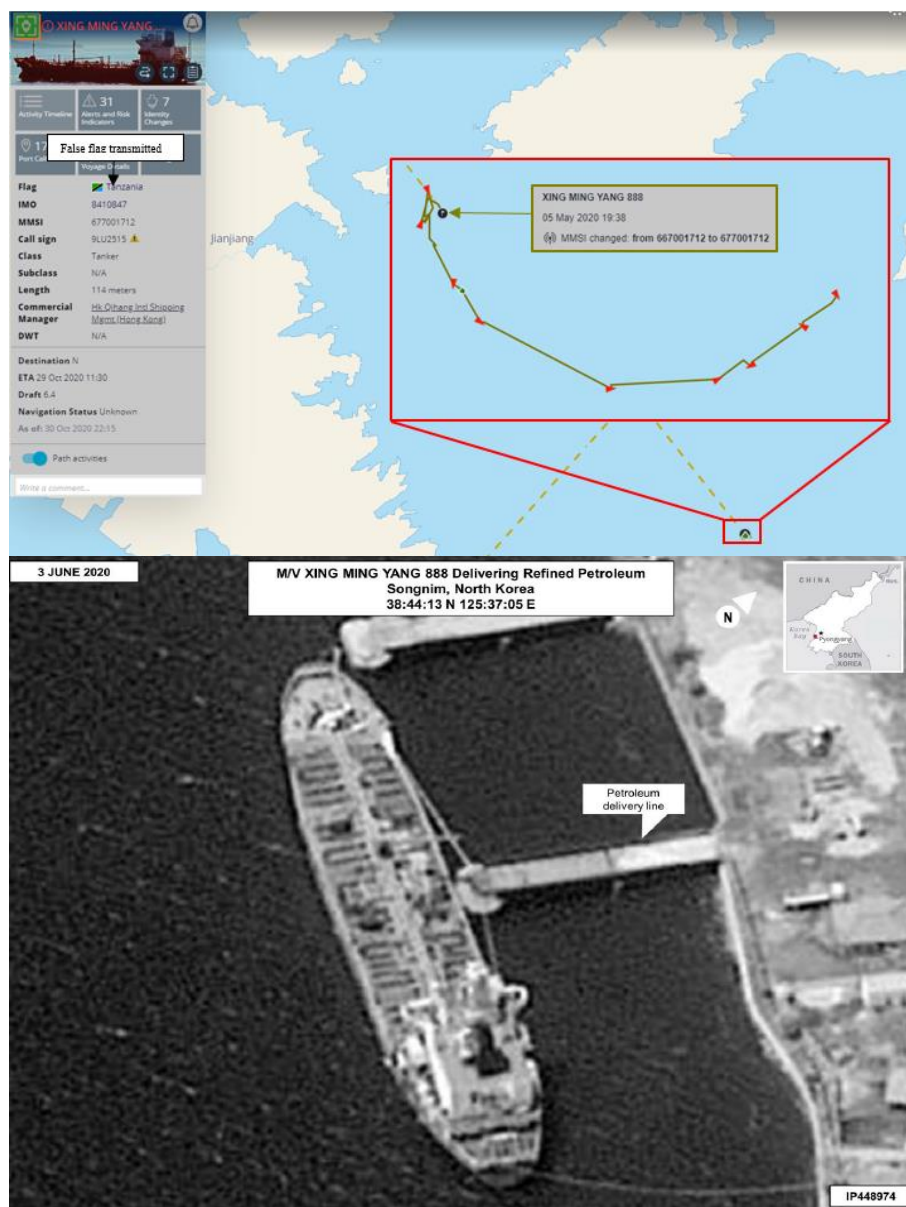 XING MING YANG...
Activity Timeline
31
Alerts and Risk
Indicators
7
Identity
Changes
17
Port Cal
False flag transmitted
Voyage Details
Flag Tanzania
IMO 8410847
MMSI 677001712
Call sign 9LU2515
Class Tanker
Subclass N/A
Length 114 meters
Commercial Hk Qihang Intl Shipping
Manager Mgmt (Hong Kong)
DWT N/A
Destination N
ETA 29 Oct 2020 11:30
Draft 6.4
Navigation Status Unknown
As of: 30 Oct 2020 22:15
Path activities
Write a comment...
Jianjiang
XING MING YANG 888
05 May 2020 19:38
MMSI changed: from 667001712 to 677001712
3 JUNE 2020
M/V XING MING YANG 888 Delivering Refined Petroleum
Songnim, North Korea
38:44:13 N 125:37:05 E
N
CHINA
Korea
Bay
Pyongyang
SOUTH
KOREA
Petroleum
delivery line
IP448974